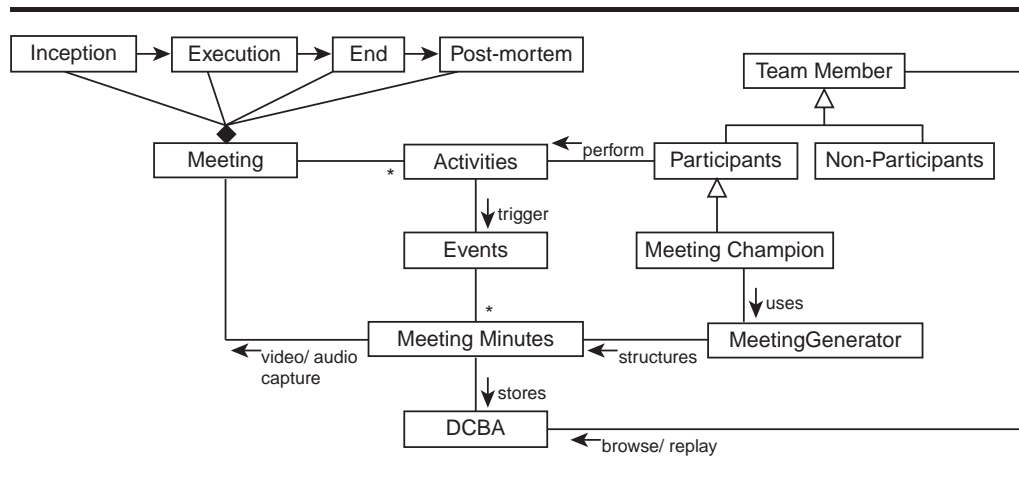 Inception
Execution
End
Post-mortem
Team Member
Meeting
Activities
perform
Participants
Non-Participants
*
trigger
Events
Meeting Champion
*
uses
Meeting Minutes
MeetingGenerator
video/ audio
capture
structures
stores
DCBA
browse/ replay